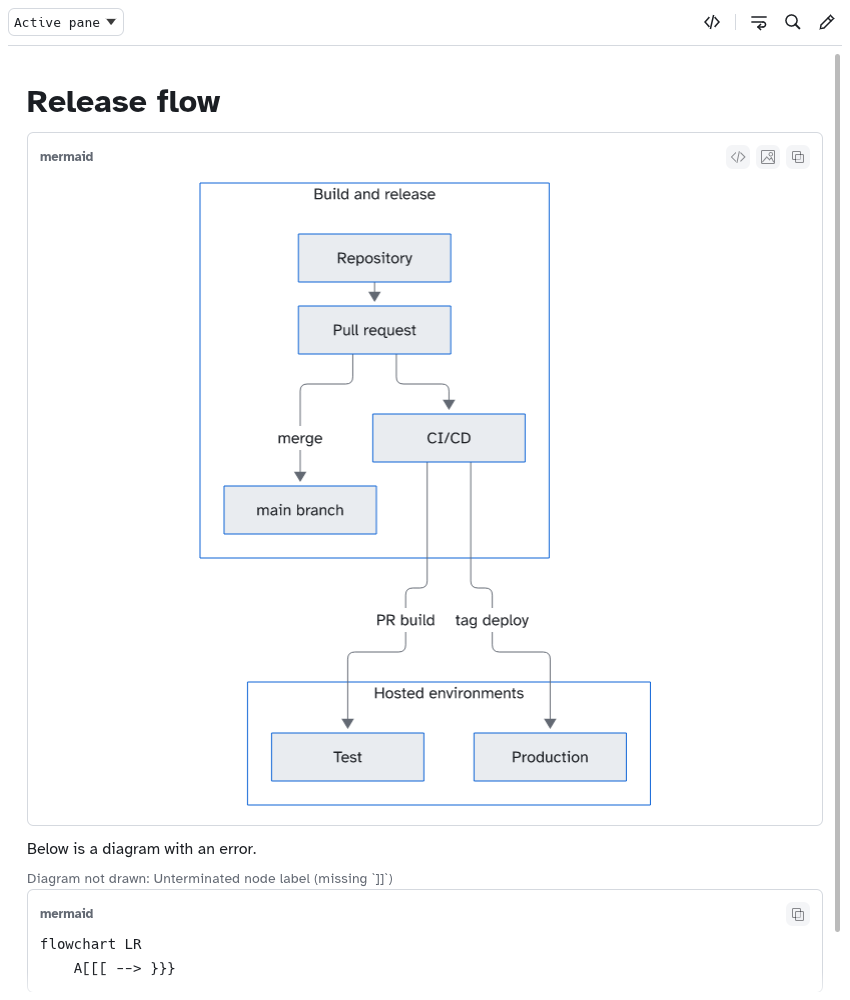 Active pane
Release flow
mermaid
Build and release
Repository
Pull request
merge
CI/CD
main branch
PR build
tag deploy
Hosted environments
Test
Production
Below is a diagram with an error.
Diagram not drawn: Unterminated node label (missing `]]`)
mermaid
flowchart LR
    A[[[ --> }}}